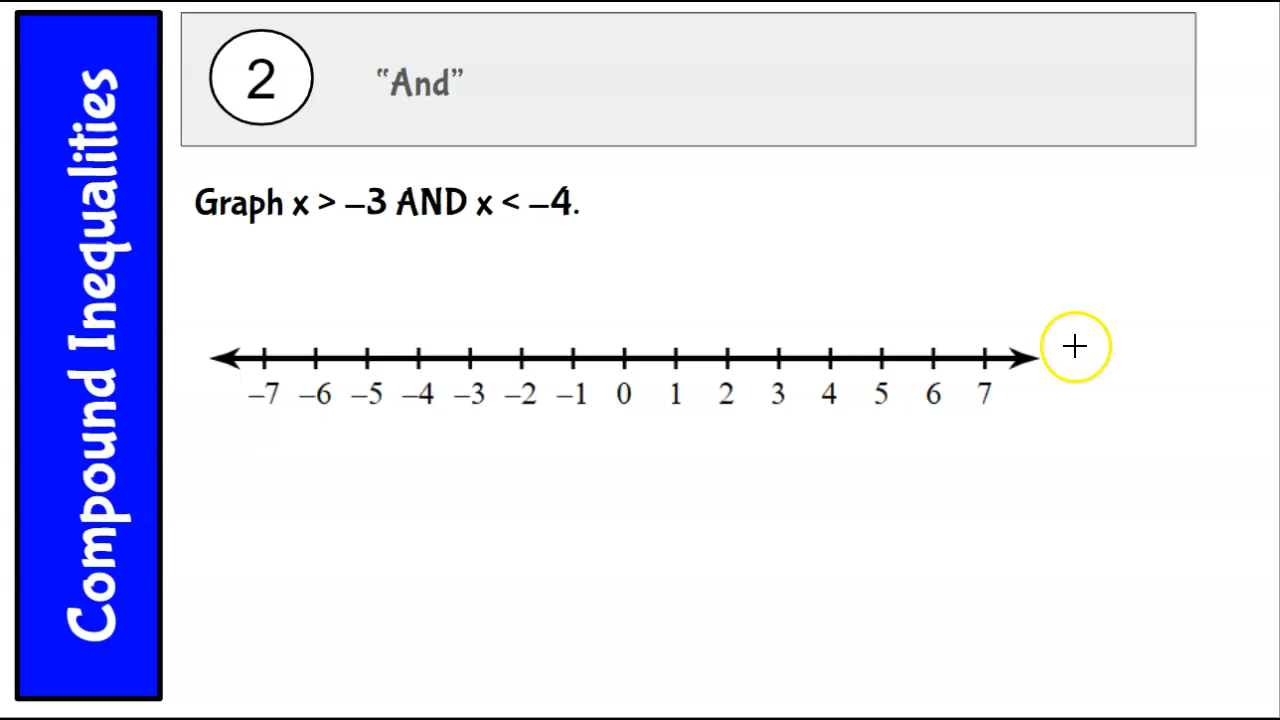 Compound Inequalities
2
“And”
Graph x > –3 AND x < –4.
–7 –6 –5 –4 –3 –2 –1 0 1 2 3 4 5 6 7